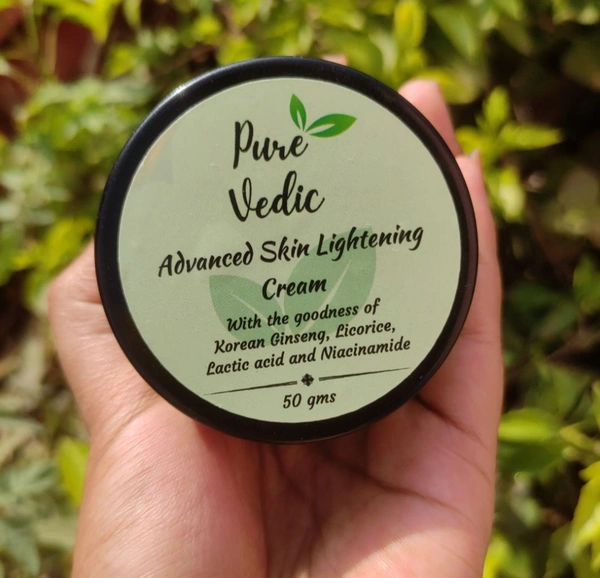 Pure
Vedic
Advanced Skin Lightening
Cream
With the goodness of
Korean Ginseng, Licorice,
Lactic acid and Niacinamide
50 gms